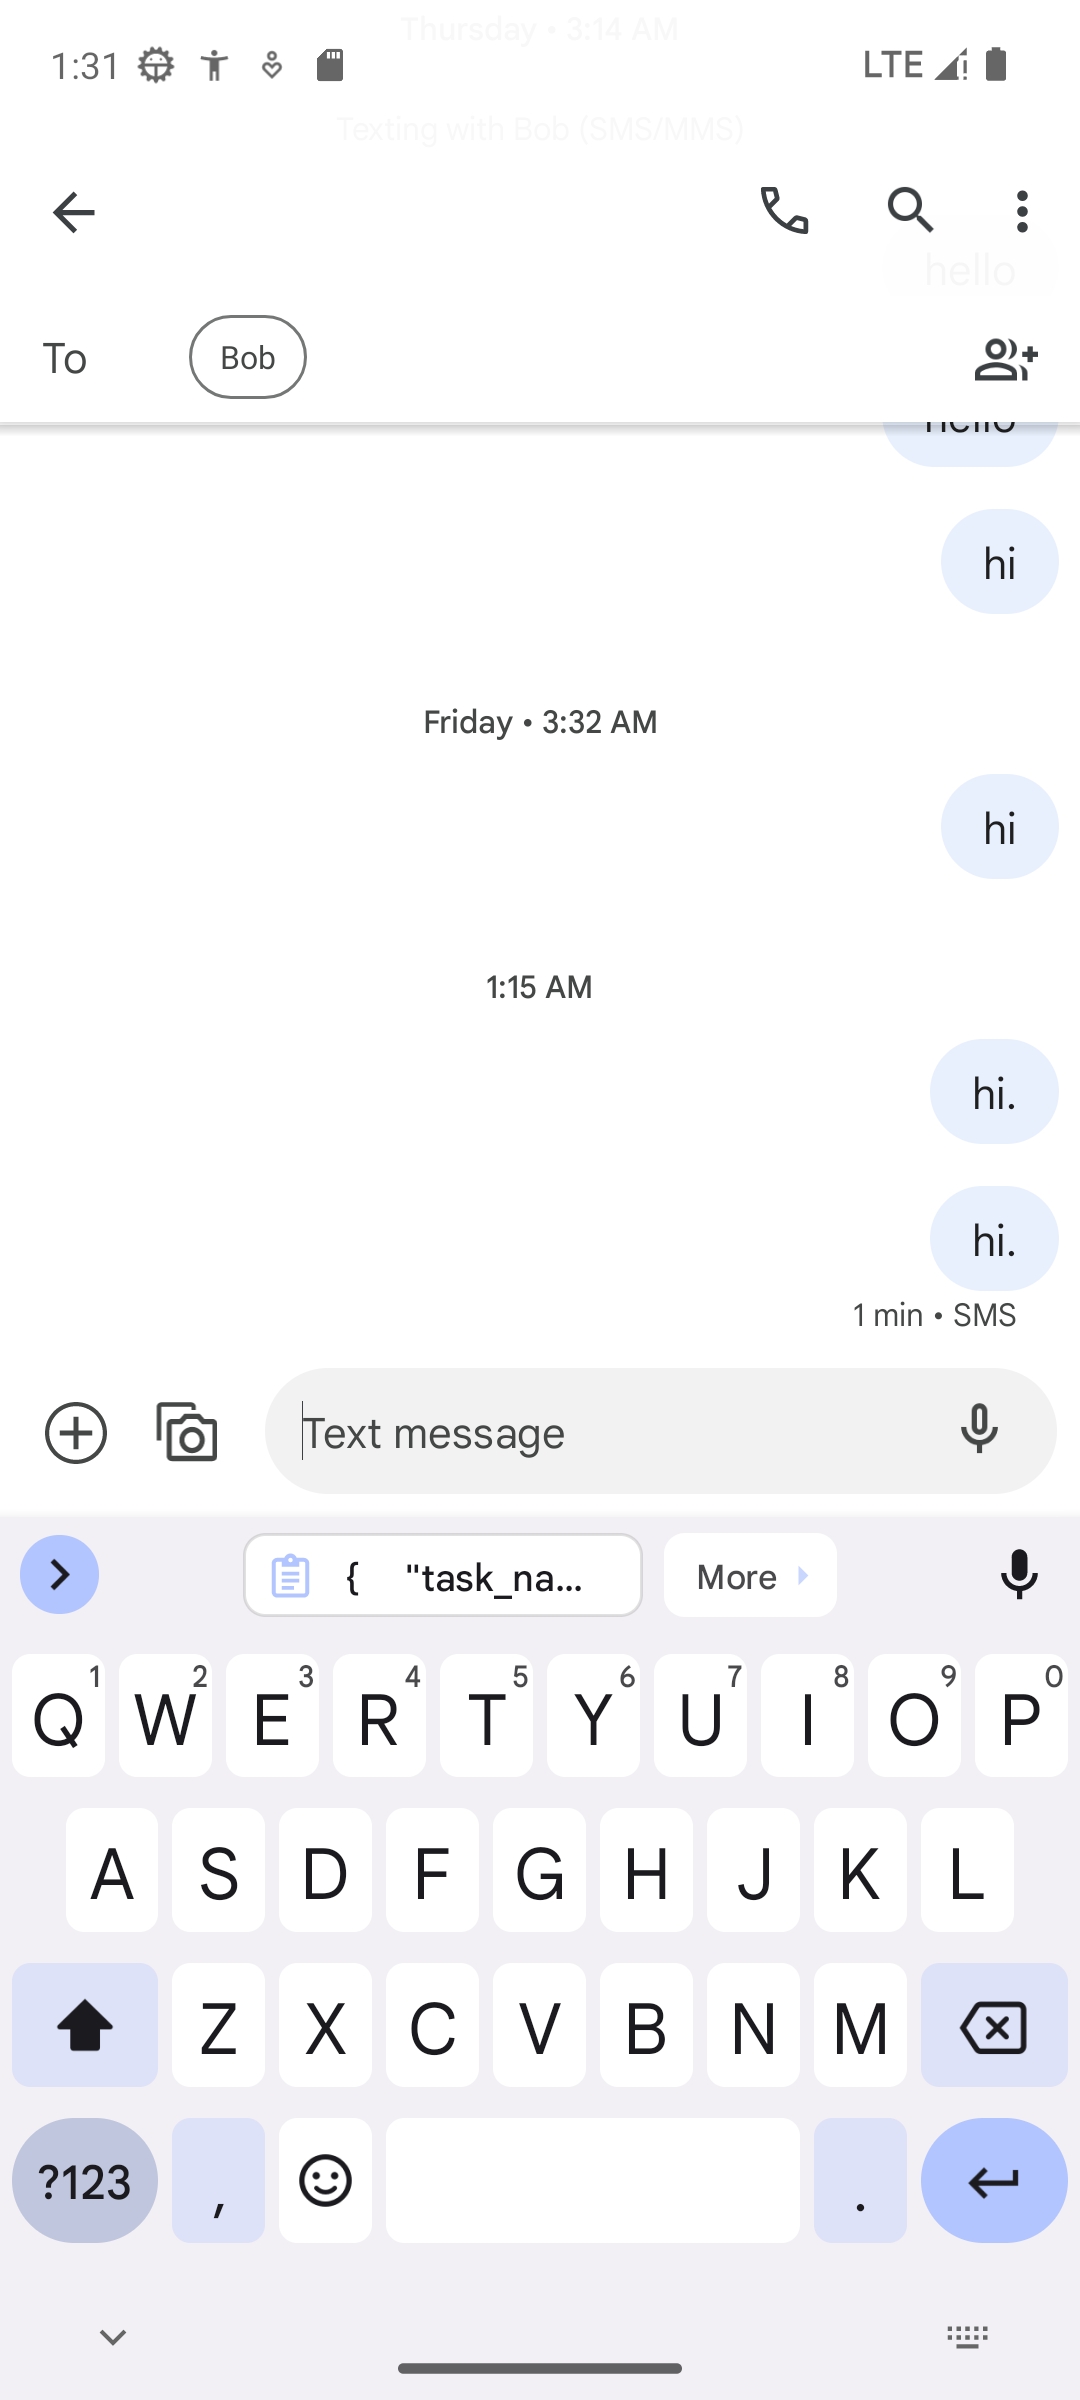 Thursday • 3:14 AM
1:31
LTE
Texting with Bob (SMS/MMS)
hello
To
Bob
hello
hi
Friday • 3:32 AM
hi
1:15 AM
hi.
hi.
1 min • SMS
Text message
{ "task_na...
More
Q1 W2 E3 R4 T5 Y6 U7 I8 O9 P0
A S D F G H J K L
Z X C V B N M
?123 , .